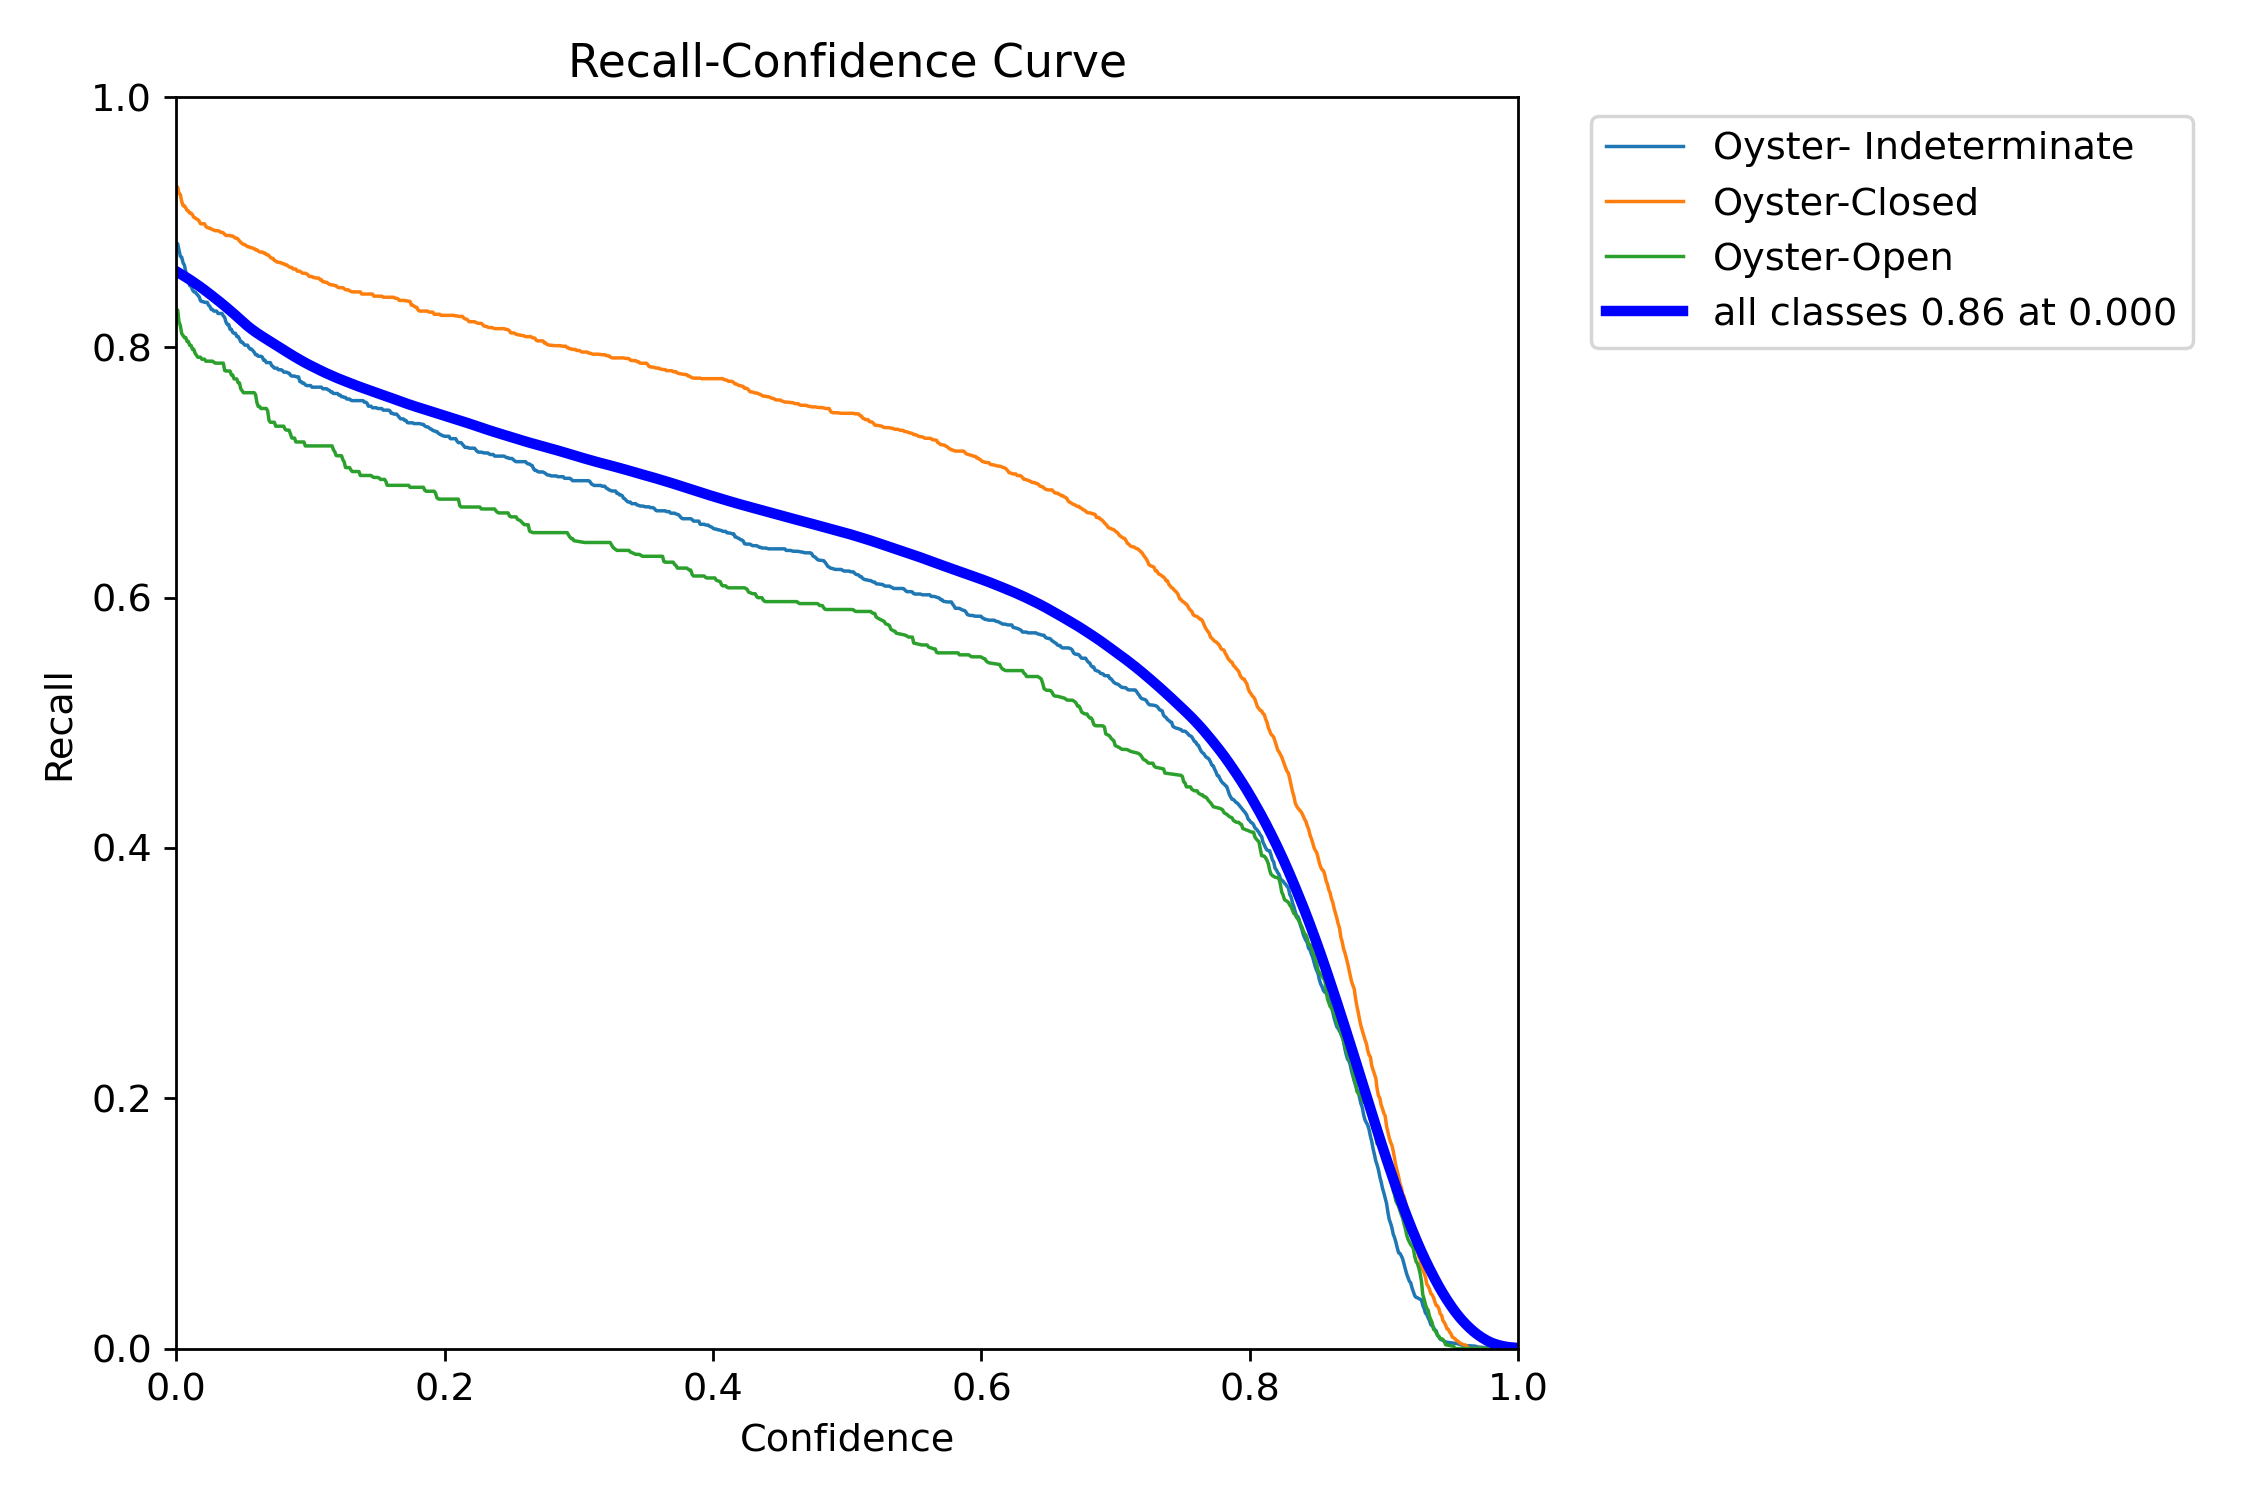 Recall-Confidence Curve
1.0
0.8
0.6
0.4
0.2
0.0
Recall
0.0 0.2 0.4 0.6 0.8 1.0
Confidence
Oyster- Indeterminate
Oyster-Closed
Oyster-Open
all classes 0.86 at 0.000